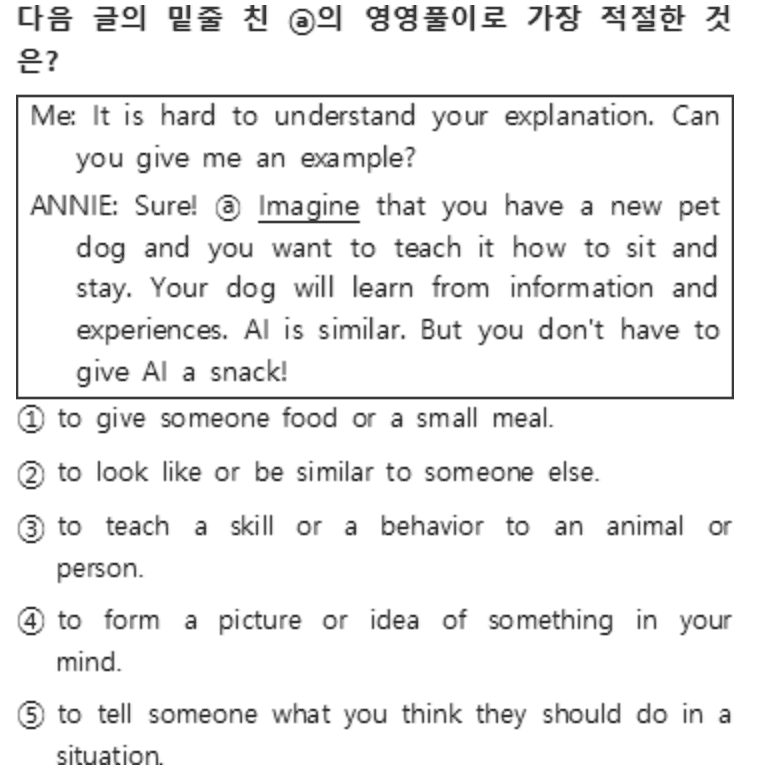 다음 글의 밑줄 친 ⓐ의 영영풀이로 가장 적절한 것
은?
Me: It is hard to understand your explanation. Can
you give me an example?
ANNIE: Sure! ⓐ Imagine that you have a new pet
dog and you want to teach it how to sit and
stay. Your dog will learn from information and
experiences. AI is similar. But you don't have to
give AI a snack!
① to give someone food or a small meal.
② to look like or be similar to someone else.
③ to teach a skill or a behavior to an animal or
person.
④ to form a picture or idea of something in your
mind.
⑤ to tell someone what you think they should do in a
situation.